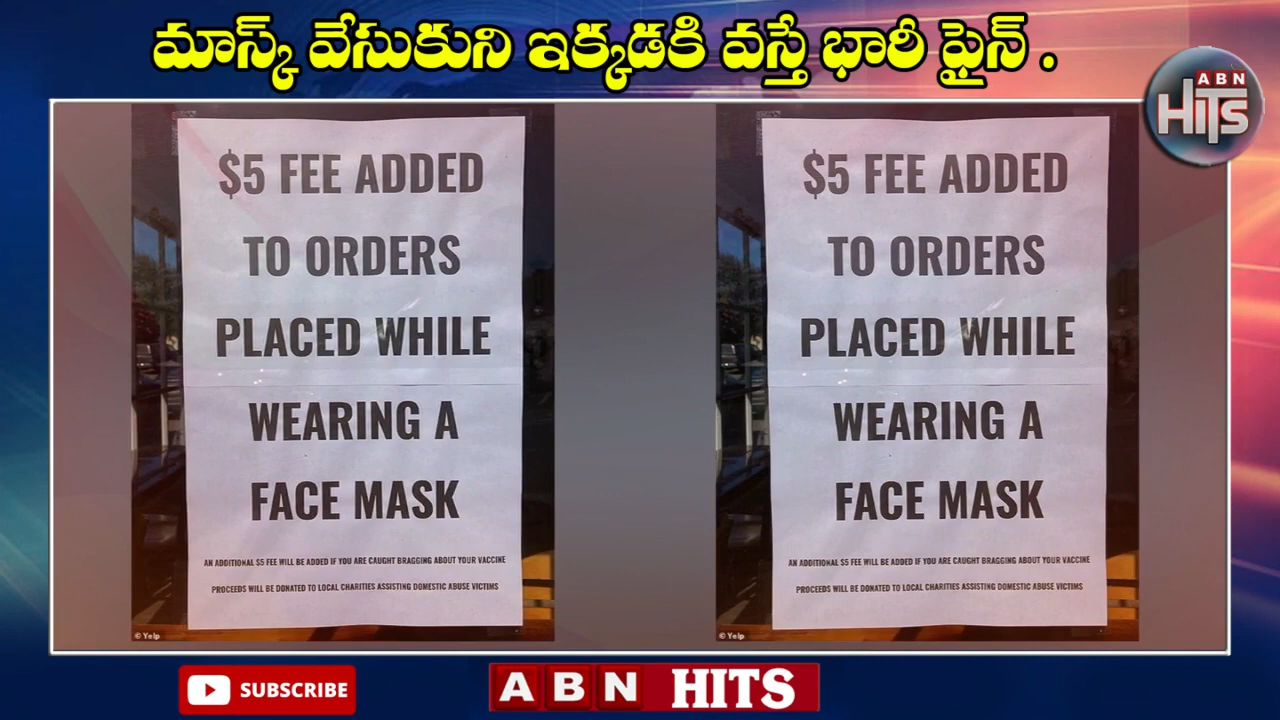 మాస్క్ వేసుకుని ఇక్కడకి వస్తే భారీ ఫైన్ .
ABN
HITS
$5 FEE ADDED
TO ORDERS
PLACED WHILE
WEARING A
FACE MASK
AN ADDITIONAL $5 FEE WILL BE ADDED IF YOU ARE CAUGHT BRAGGING ABOUT YOUR VACCINE
PROCEEDS WILL BE DONATED TO LOCAL CHARITIES ASSISTING DOMESTIC ABUSE VICTIMS
© Yelp
$5 FEE ADDED
TO ORDERS
PLACED WHILE
WEARING A
FACE MASK
AN ADDITIONAL $5 FEE WILL BE ADDED IF YOU ARE CAUGHT BRAGGING ABOUT YOUR VACCINE
PROCEEDS WILL BE DONATED TO LOCAL CHARITIES ASSISTING DOMESTIC ABUSE VICTIMS
© Yelp
SUBSCRIBE
ABN HITS